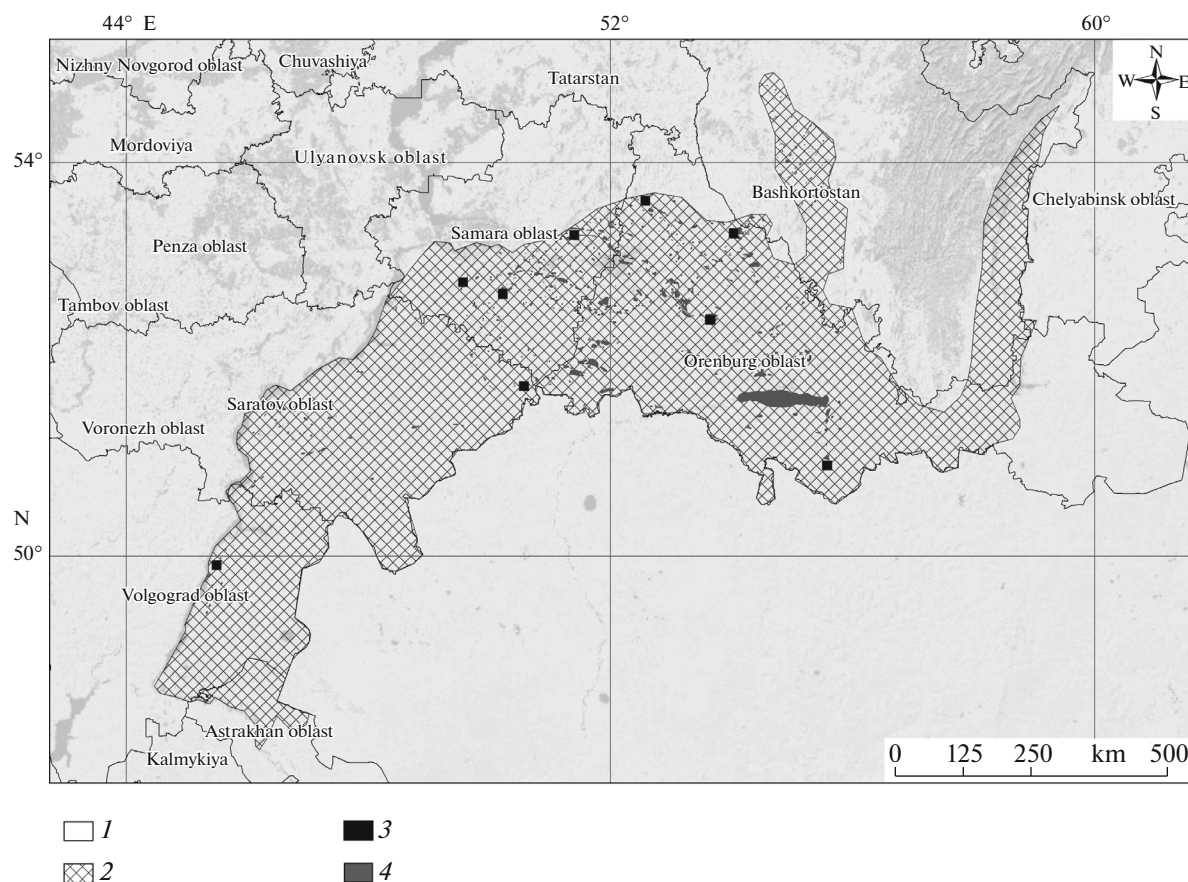 44° E
52°
60°
Nizhny Novgorod oblast
Chuvashiya
Tatarstan
N
W
E
S
Mordoviya
Ulyanovsk oblast
54°
Bashkortostan
Chelyabinsk oblast
Penza oblast
Samara oblast
Tambov oblast
Orenburg oblast
Saratov oblast
Voronezh oblast
N
50°
Volgograd oblast
Astrakhan oblast
Kalmykiya
0 125 250 km 500
1
3
2
4